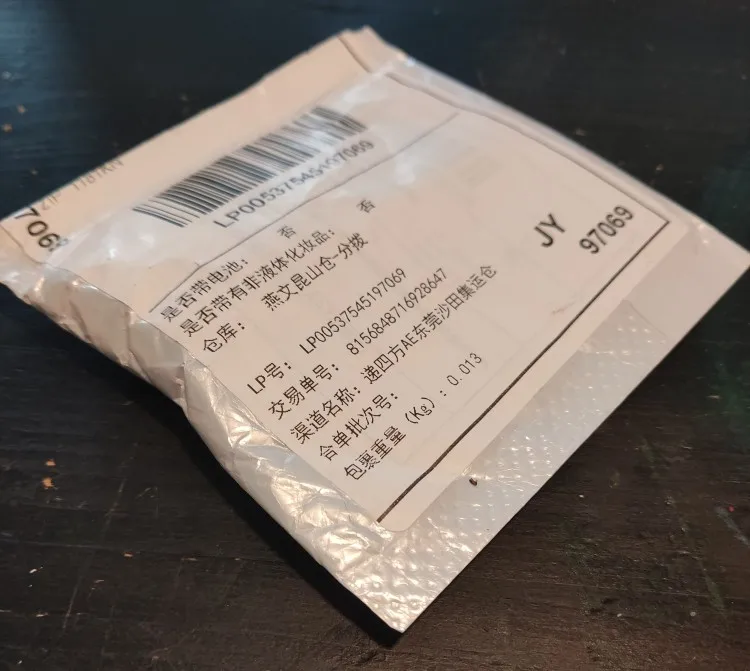 7069
LP00537545197069
是否带电池: 否
是否带有非液体化妆品: 否
仓库: 燕文昆山仓-分拨
JY
97069
LP号: LP00537545197069
交易单号: 8156848716928647
渠道名称: 递四方AE东莞沙田集运仓
合单批次号:
包裹重量 (Kg): 0.013